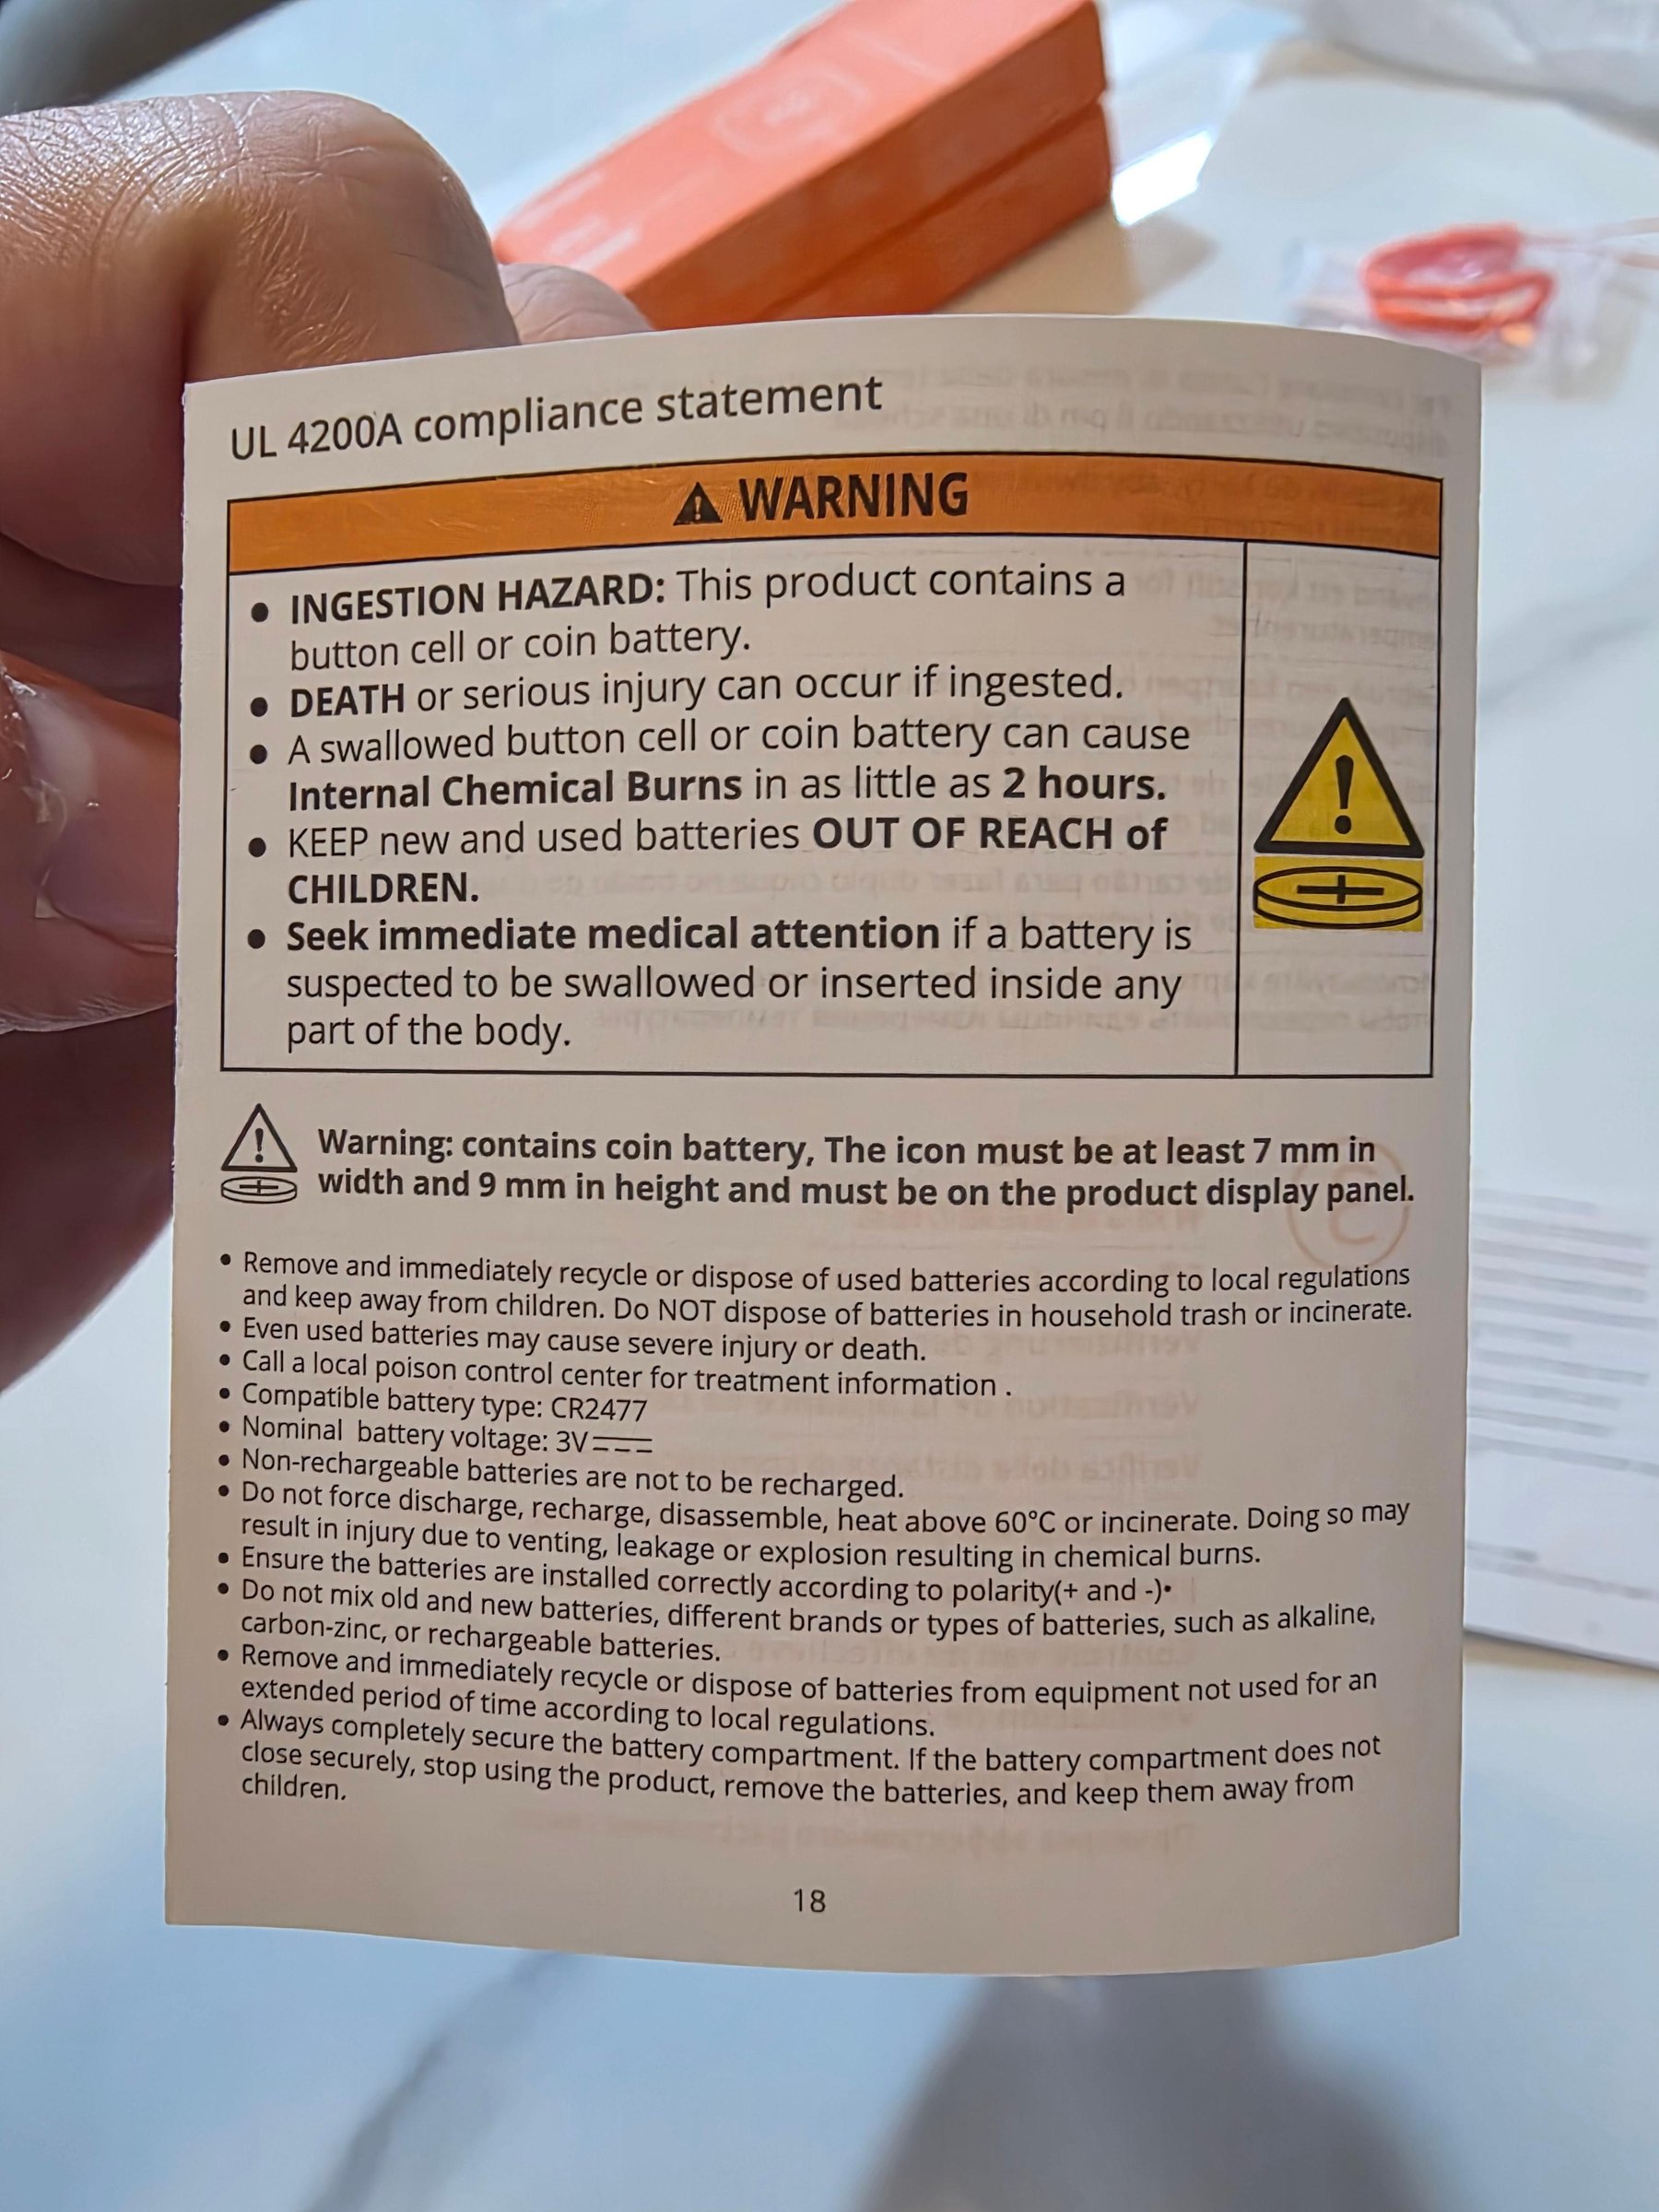 UL 4200A compliance statement
WARNING
• INGESTION HAZARD: This product contains a
button cell or coin battery.
• DEATH or serious injury can occur if ingested.
• A swallowed button cell or coin battery can cause
Internal Chemical Burns in as little as 2 hours.
• KEEP new and used batteries OUT OF REACH of
CHILDREN.
• Seek immediate medical attention if a battery is
suspected to be swallowed or inserted inside any
part of the body.
Warning: contains coin battery, The icon must be at least 7 mm in
width and 9 mm in height and must be on the product display panel.
• Remove and immediately recycle or dispose of used batteries according to local regulations
and keep away from children. Do NOT dispose of batteries in household trash or incinerate.
• Even used batteries may cause severe injury or death.
• Call a local poison control center for treatment information .
• Compatible battery type: CR2477
• Nominal battery voltage: 3V⎓
• Non-rechargeable batteries are not to be recharged.
• Do not force discharge, recharge, disassemble, heat above 60°C or incinerate. Doing so may
result in injury due to venting, leakage or explosion resulting in chemical burns.
• Ensure the batteries are installed correctly according to polarity(+ and -)•
• Do not mix old and new batteries, different brands or types of batteries, such as alkaline,
carbon-zinc, or rechargeable batteries.
• Remove and immediately recycle or dispose of batteries from equipment not used for an
extended period of time according to local regulations.
• Always completely secure the battery compartment. If the battery compartment does not
close securely, stop using the product, remove the batteries, and keep them away from
children.
18